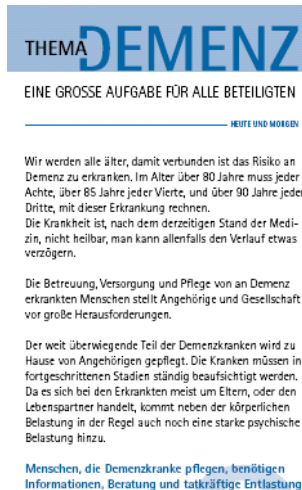 THEMA DEMENZ
EINE GROSSE AUFGABE FÜR ALLE BETEILIGTEN
HEUTE UND MORGEN
Wir werden alle älter, damit verbunden ist das Risiko an
Demenz zu erkranken. Im Alter über 80 Jahre muss jeder
Achte, über 85 Jahre jeder Vierte, und über 90 Jahre jeder
Dritte, mit dieser Erkrankung rechnen.
Die Krankheit ist, nach dem derzeitigen Stand der Medi-
zin, nicht heilbar, man kann allenfalls den Verlauf etwas
verzögern.
Die Betreuung, Versorgung und Pflege von an Demenz
erkrankten Menschen stellt Angehörige und Gesellschaft
vor große Herausforderungen.
Der weit überwiegende Teil der Demenzkranken wird zu
Hause von Angehörigen gepflegt. Die Kranken müssen in
fortgeschrittenen Stadien ständig beaufsichtigt werden.
Da es sich bei den Erkrankten meist um Eltern, oder den
Lebenspartner handelt, kommt neben der körperlichen
Belastung in der Regel auch noch eine starke psychische
Belastung hinzu.
Menschen, die Demenzkranke pflegen, benötigen
Informationen, Beratung und tatkräftige Entlastung